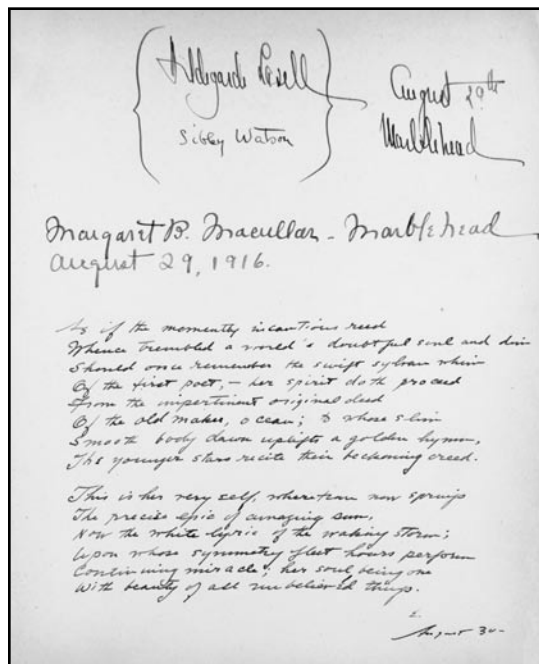 Hildegarde Lasell
August 29th
Sibley Watson
Marblehead
Margaret B. Macullar - Marblehead
August 29, 1916.
As if the momently incautious reed
Whence trembled a world's doubtful soul and dim
Should once remember the swift sylvan whim
Of the first poet, — her spirit doth proceed
From the impertinent original deed
Of the old maker, ocean; to whose slim
Smooth body dawn uplifts a golden hymn,
The younger stars recite their beckoning creed.
This is her very self, now springs
The precise epic of amazing sun,
Now the white lyric of the waking storm;
Upon whose symmetry fleet hours perform
Continuing miracle; her soul being one
With beauty of all unbelieved things.
August 30-